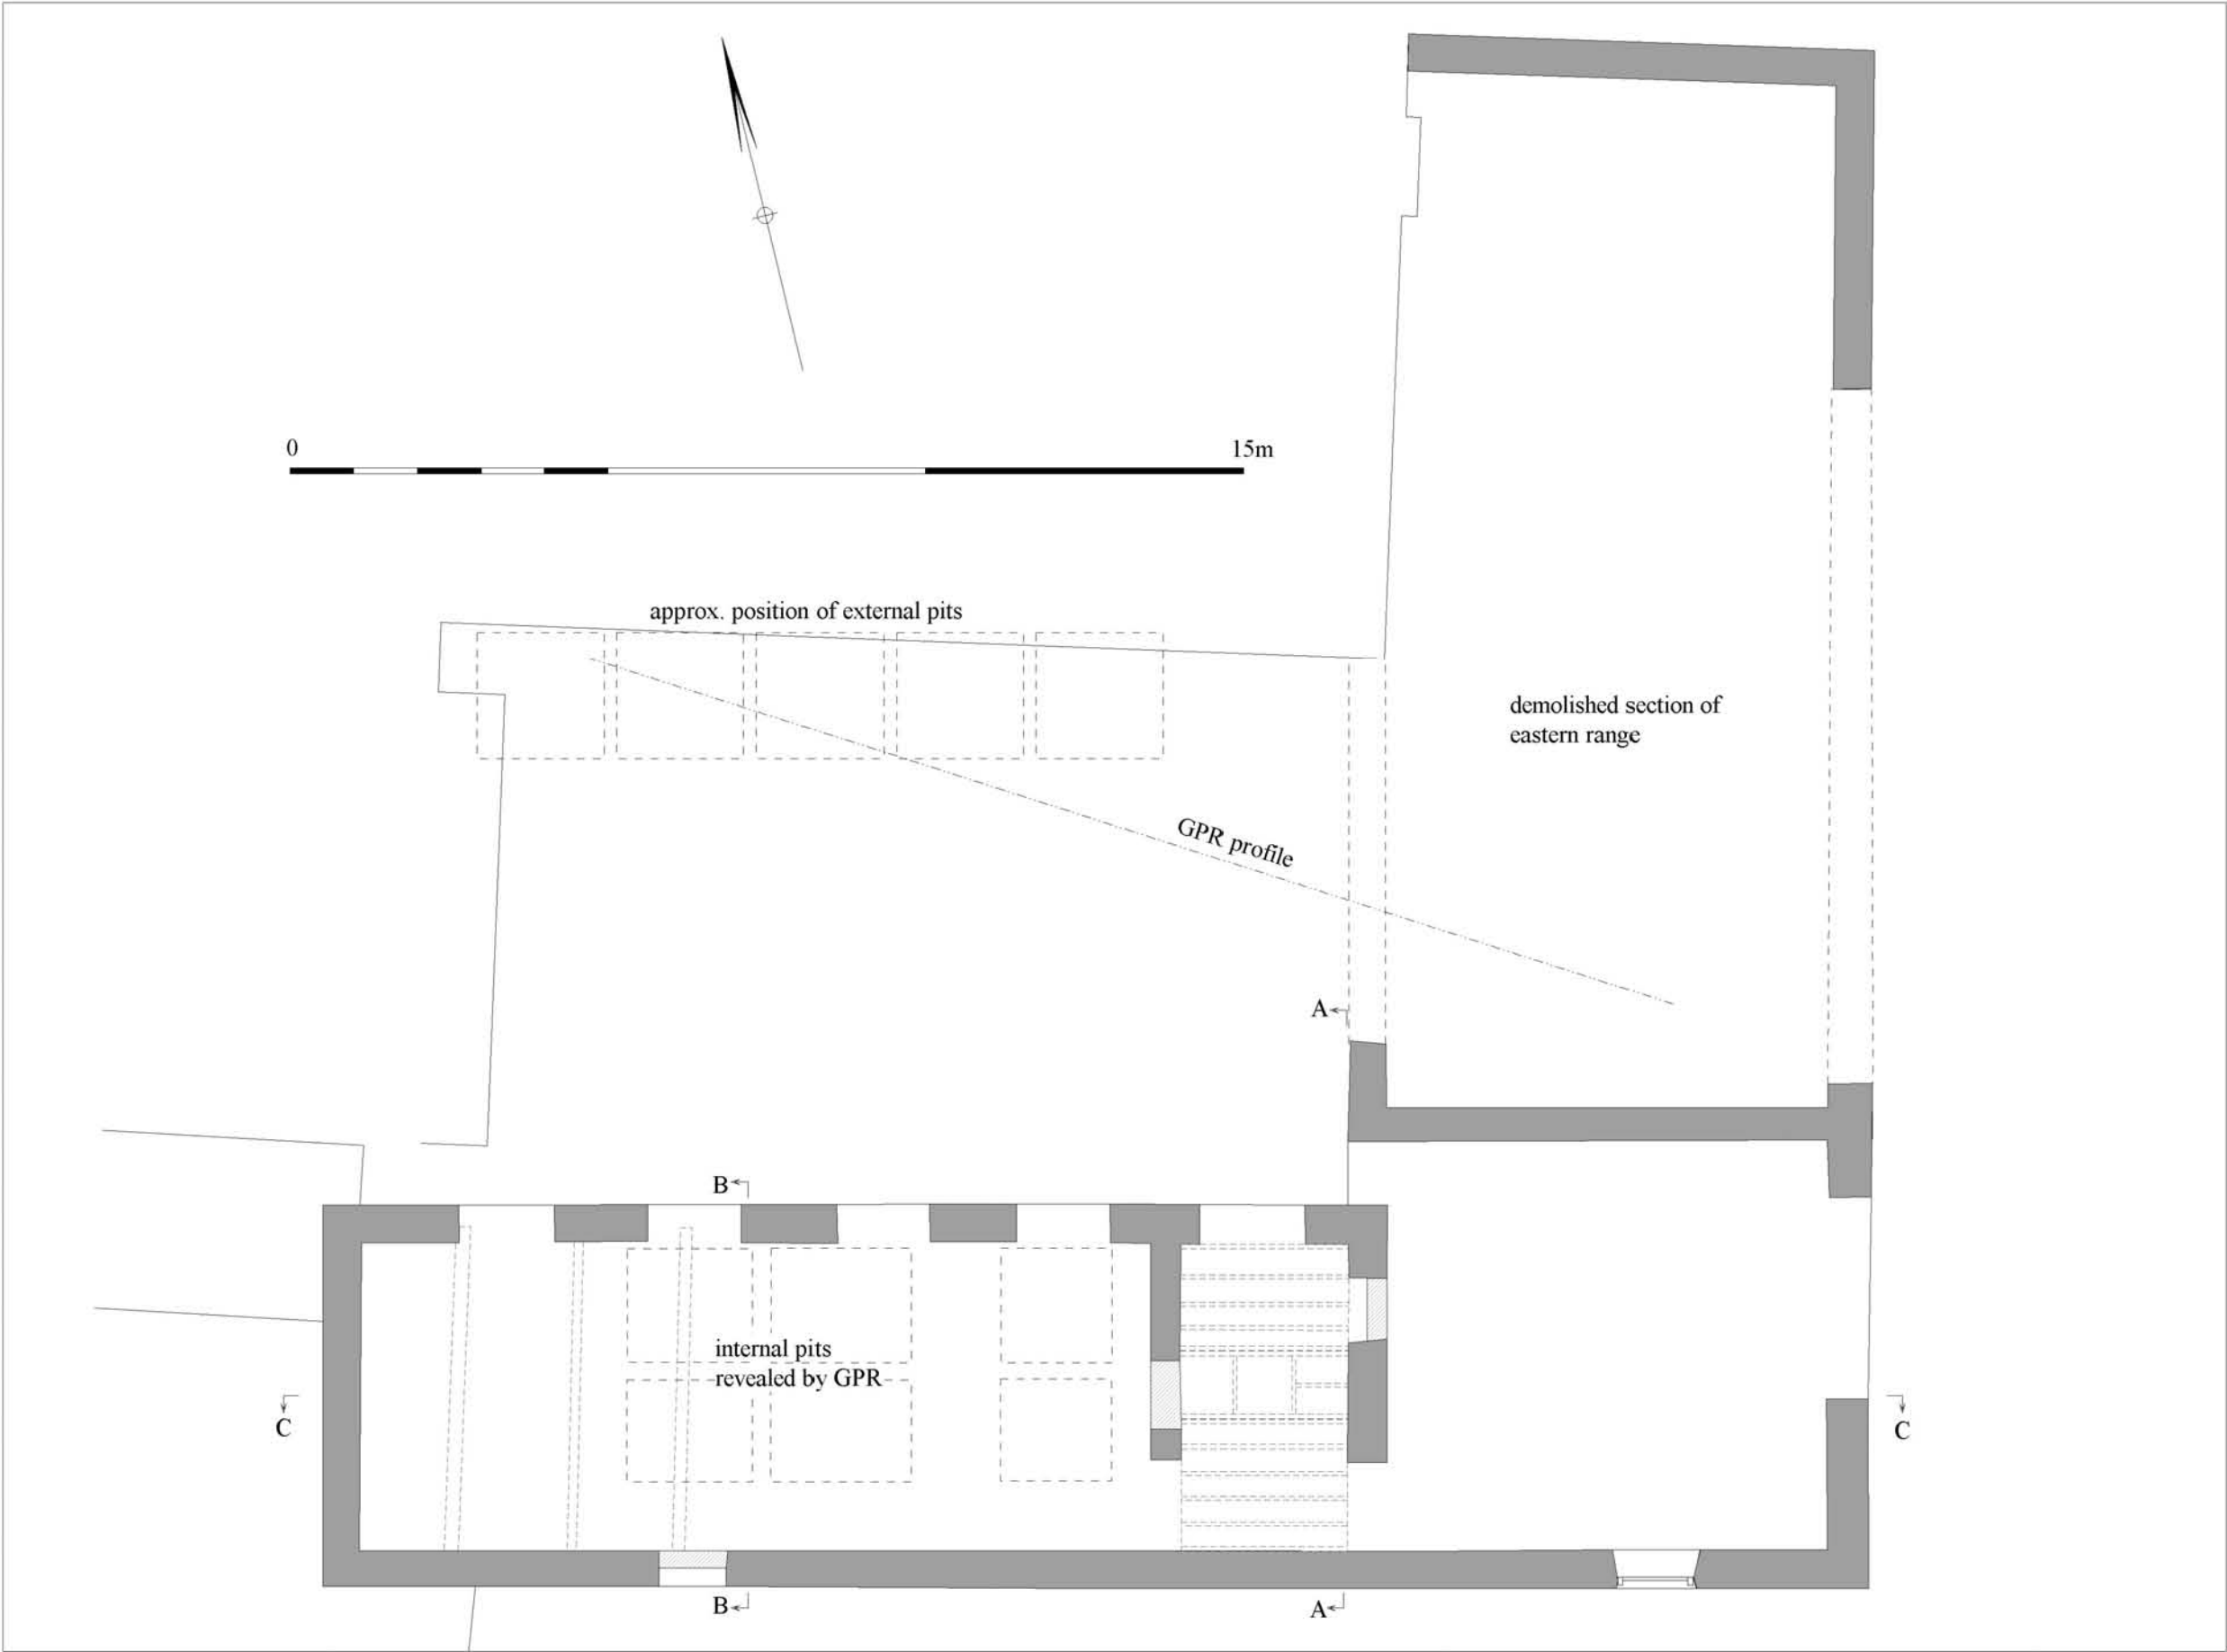 0
15m
approx. position of external pits
demolished section of
eastern range
GPR profile
A
B
internal pits
revealed by GPR
C
C
B
A